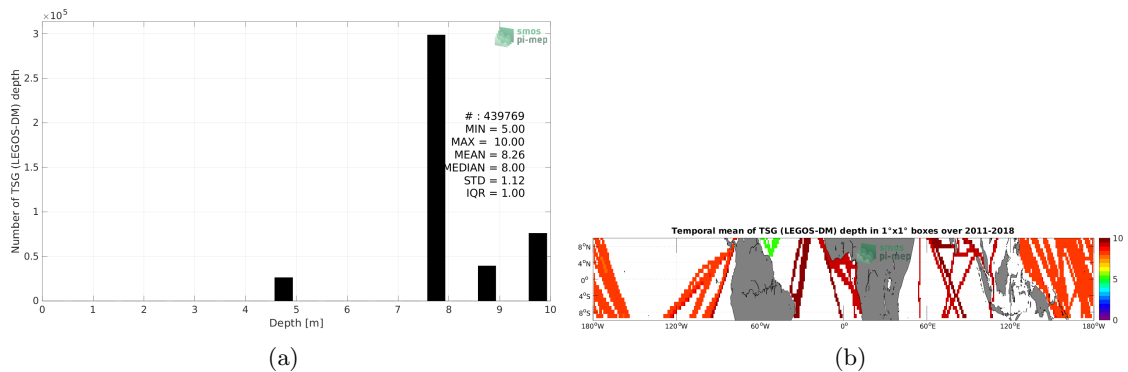 ×10⁵
3
2.5
2
1.5
1
0.5
0
Number of TSG (LEGOS-DM) depth
smos
pi-mep
# : 439769
MIN = 5.00
MAX = 10.00
MEAN = 8.26
MEDIAN = 8.00
STD = 1.12
IQR = 1.00
0 1 2 3 4 5 6 7 8 9 10
Depth [m]
(a)
Temporal mean of TSG (LEGOS-DM) depth in 1°x1° boxes over 2011-2018
smos
pi-mep
8°N
4°N
0°
4°S
8°S
180°W 120°W 60°W 0° 60°E 120°E 180°W
10
8
6
4
2
0
(b)